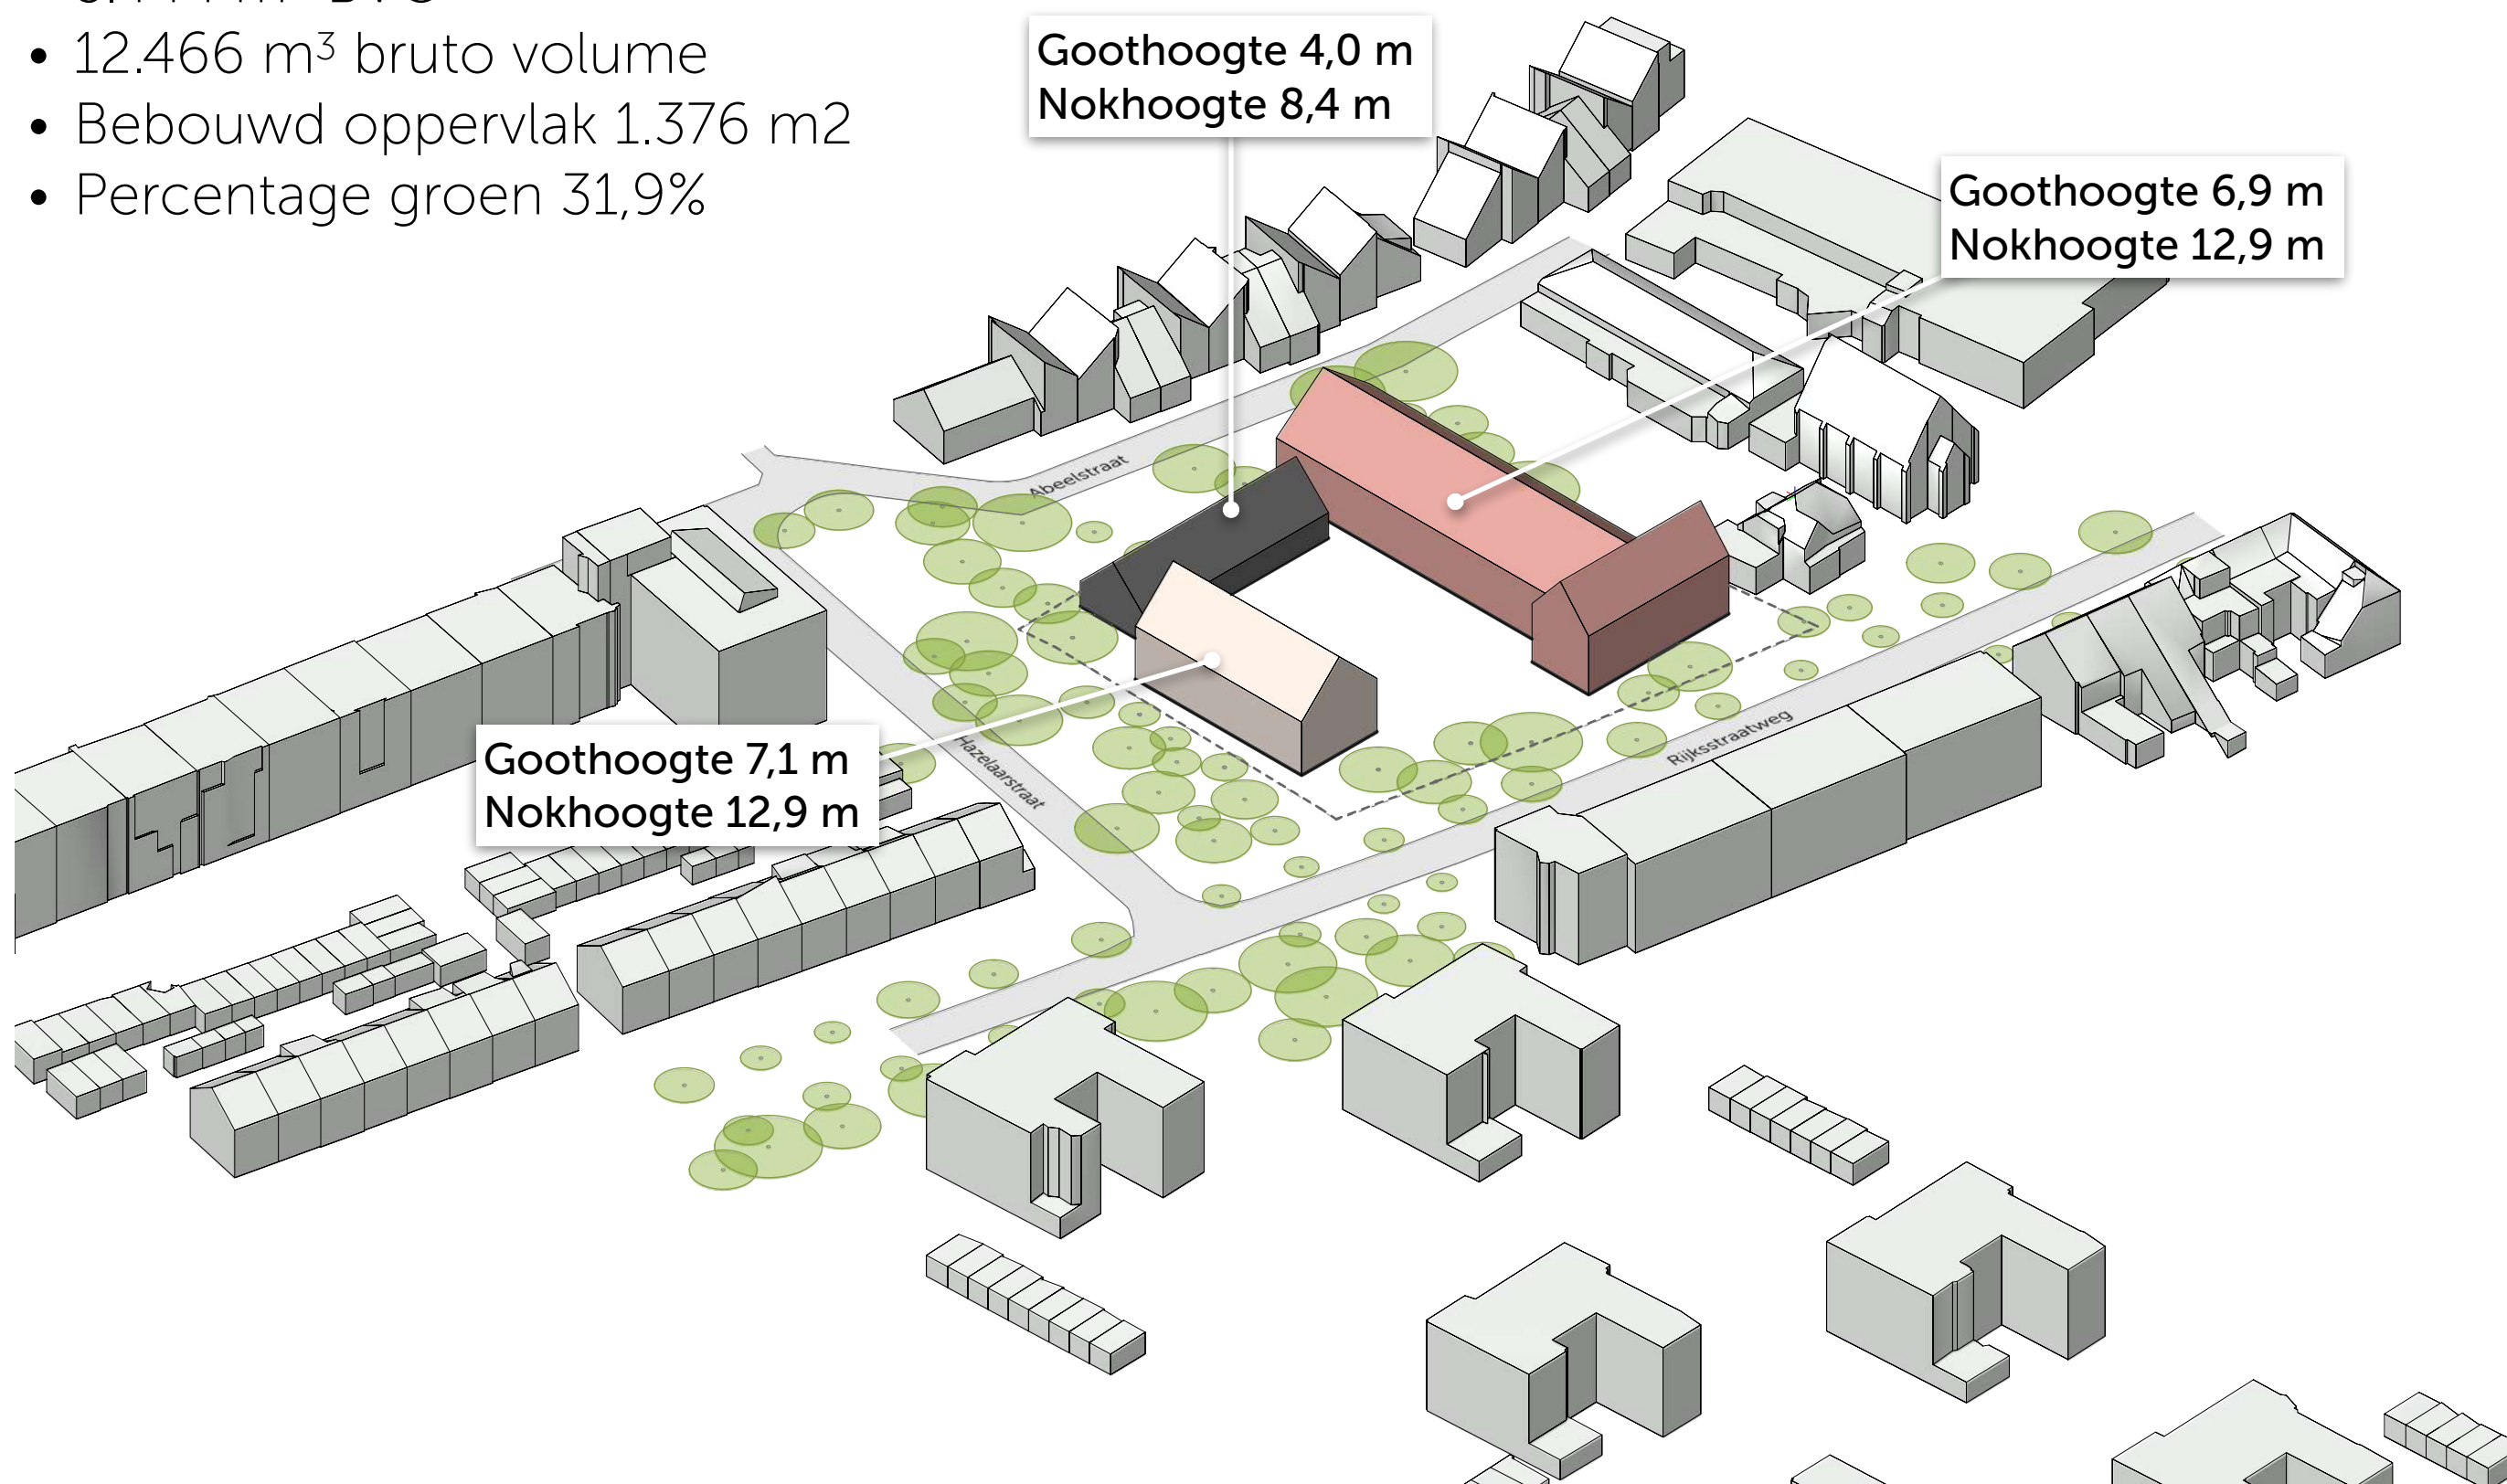 • 12.466 m³ bruto volume
• Bebouwd oppervlak 1.376 m2
• Percentage groen 31,9%
Goothoogte 4,0 m
Nokhoogte 8,4 m
Goothoogte 6,9 m
Nokhoogte 12,9 m
Abeelstraat
Goothoogte 7,1 m
Nokhoogte 12,9 m
Hazelaarstraat
Rijksstraatweg